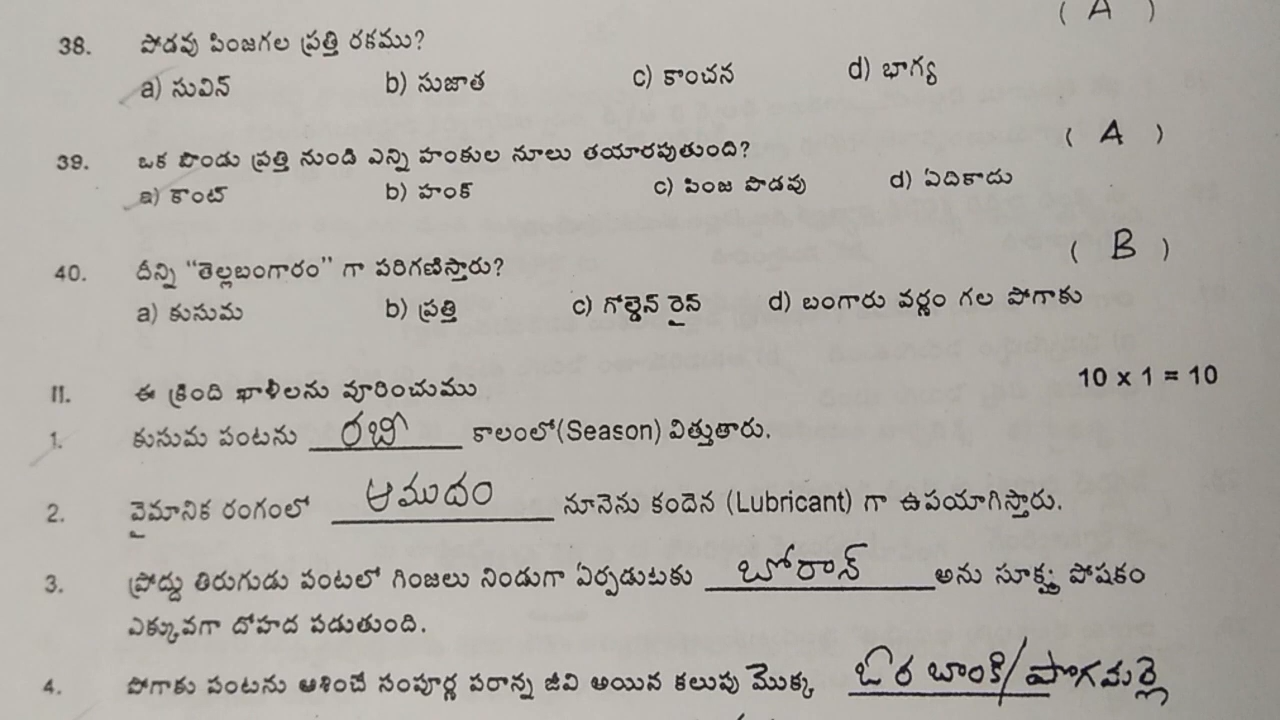 ( A )
38. పోడవు పింజగల ప్రత్తి రకము?
a) సువిన్ b) సుజాత c) కాంచన d) భాగ్య
( A )
39. ఒక పొండు ప్రత్తి నుండి ఎన్ని హంకుల నూలు తయారవుతుంది?
a) కాంట్ b) హంక్ c) పింజ పొడవు d) ఏదికాదు
( B )
40. దీన్ని “తెల్లబంగారం” గా పరిగణిస్తారు?
a) కుసుమ b) ప్రత్తి c) గోల్డెన్ రైస్ d) బంగారు వర్ణం గల పోగాకు
II. ఈ క్రింది ఖాళీలను పూరించుము 10 x 1 = 10
1. కుసుమ పంటను రబీ కాలంలో(Season) విత్తుతారు.
2. వైమానిక రంగంలో ఆముదం నూనెను కందెన (Lubricant) గా ఉపయోగిస్తారు.
3. ప్రోద్దు తిరుగుడు పంటలో గింజలు నిండుగా ఏర్పడుటకు బోరాన్ అను సూక్ష్మ పోషకం
ఎక్కువగా దోహద పడుతుంది.
4. పోగాకు పంటను ఆశించే సంపూర్ణ పరాన్న జీవి అయిన కలుపు మొక్క ఓర బాంకి/పొగమల్లె